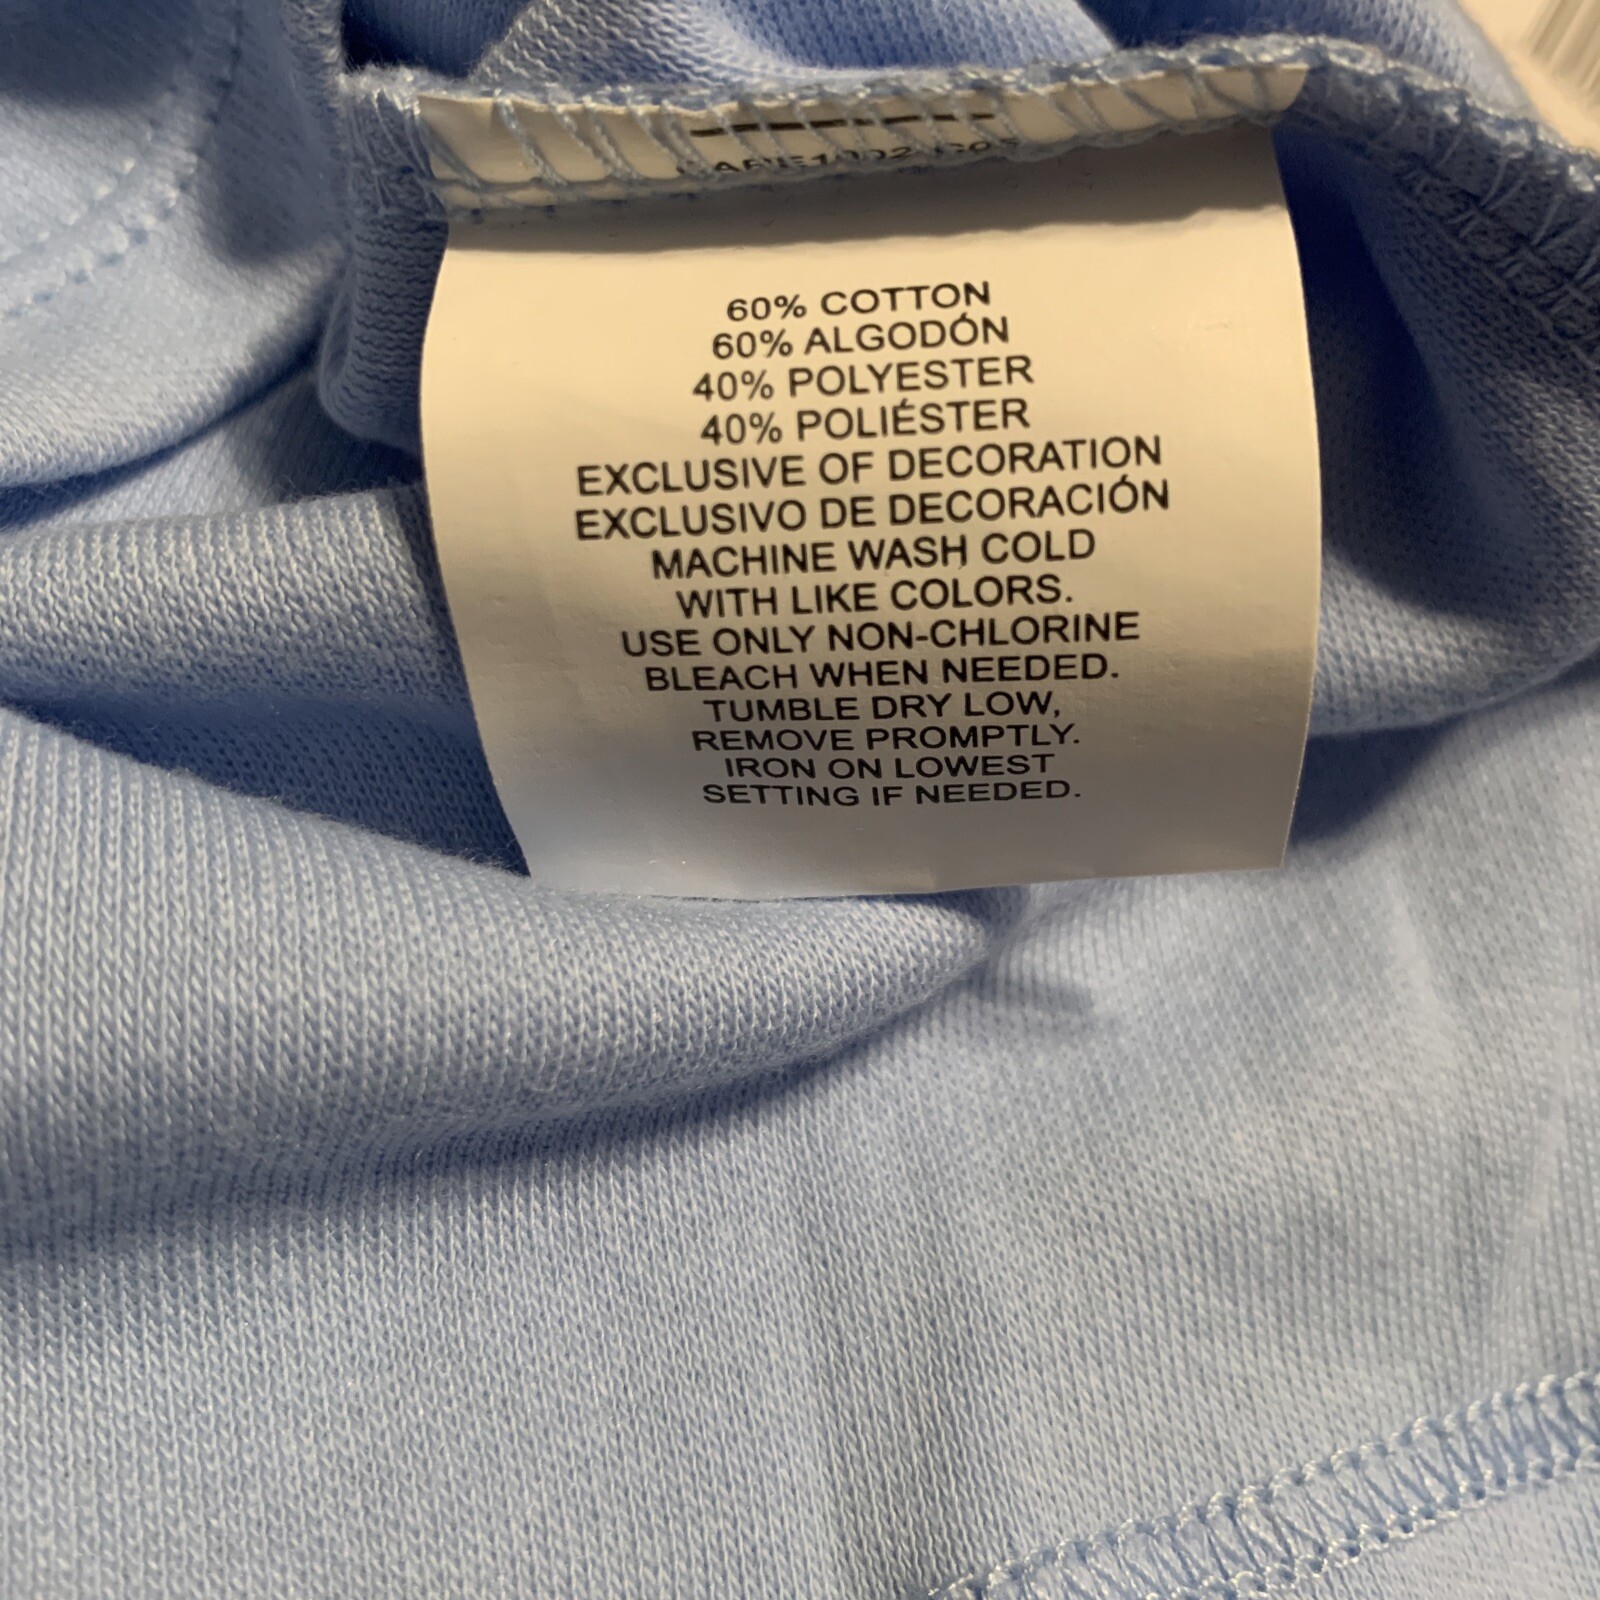 60% COTTON
60% ALGODÓN
40% POLYESTER
40% POLIÉSTER
EXCLUSIVE OF DECORATION
EXCLUSIVO DE DECORACIÓN
MACHINE WASH COLD
WITH LIKE COLORS.
USE ONLY NON-CHLORINE
BLEACH WHEN NEEDED.
TUMBLE DRY LOW,
REMOVE PROMPTLY.
IRON ON LOWEST
SETTING IF NEEDED.